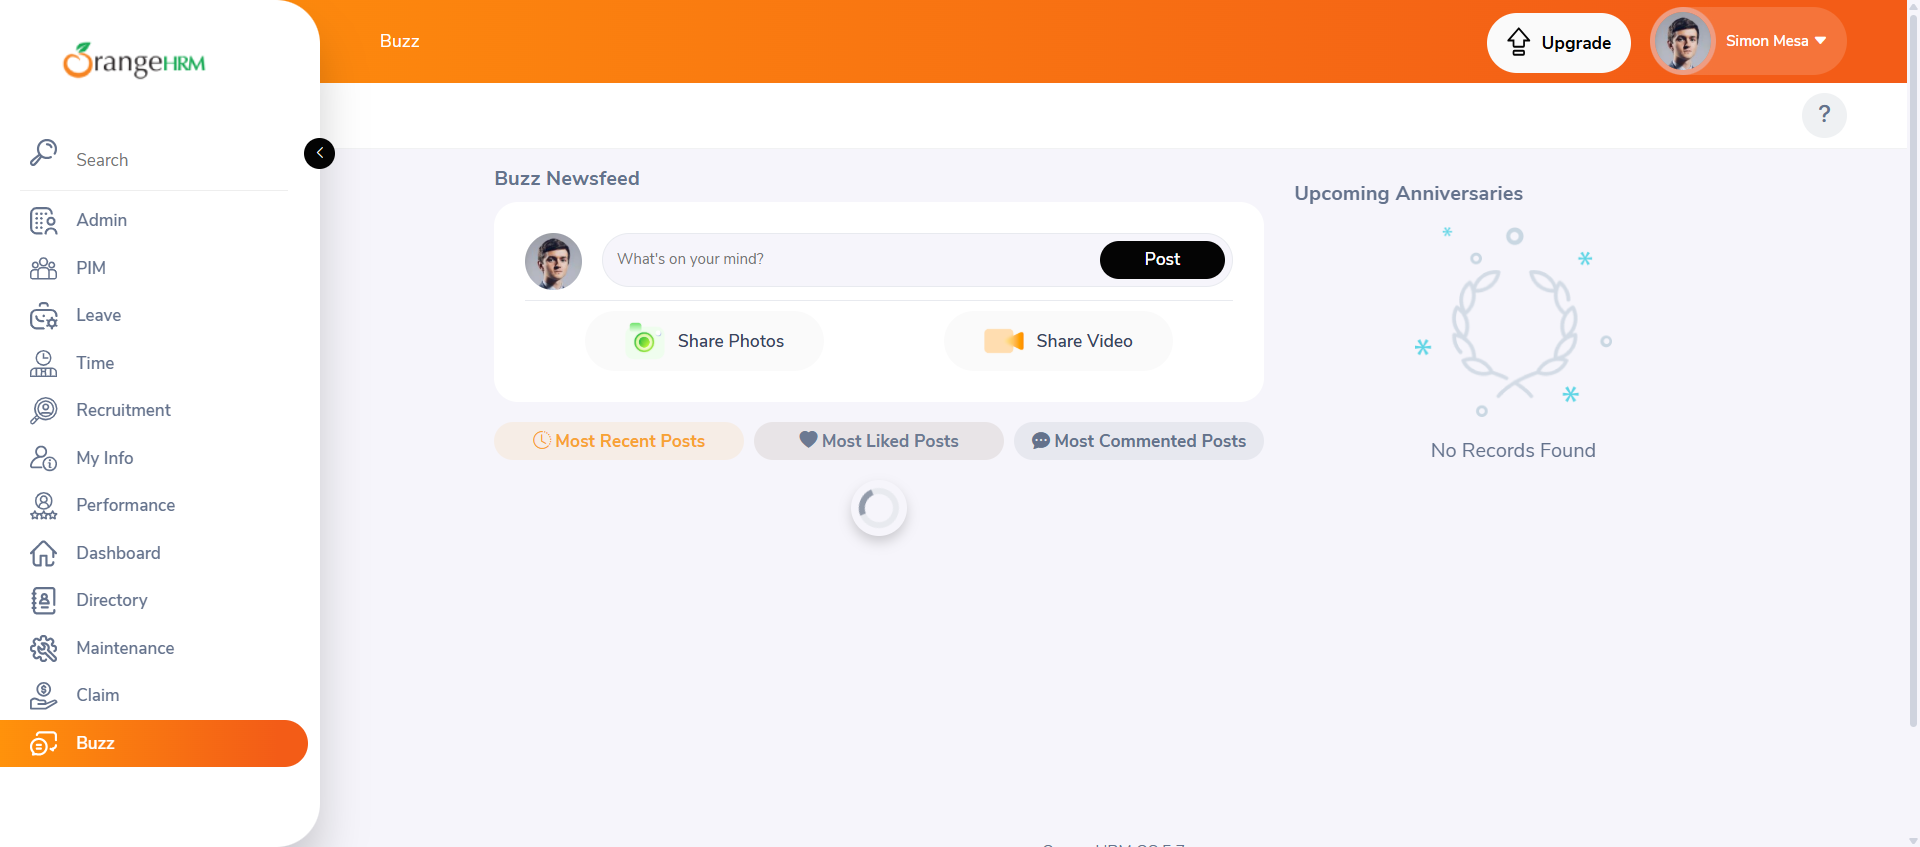 OrangeHRM
Buzz
Upgrade
Simon Mesa
?
Search
Admin
PIM
Leave
Time
Recruitment
My Info
Performance
Dashboard
Directory
Maintenance
Claim
Buzz
Buzz Newsfeed
What's on your mind?
Post
Share Photos
Share Video
Most Recent Posts
Most Liked Posts
Most Commented Posts
Upcoming Anniversaries
No Records Found